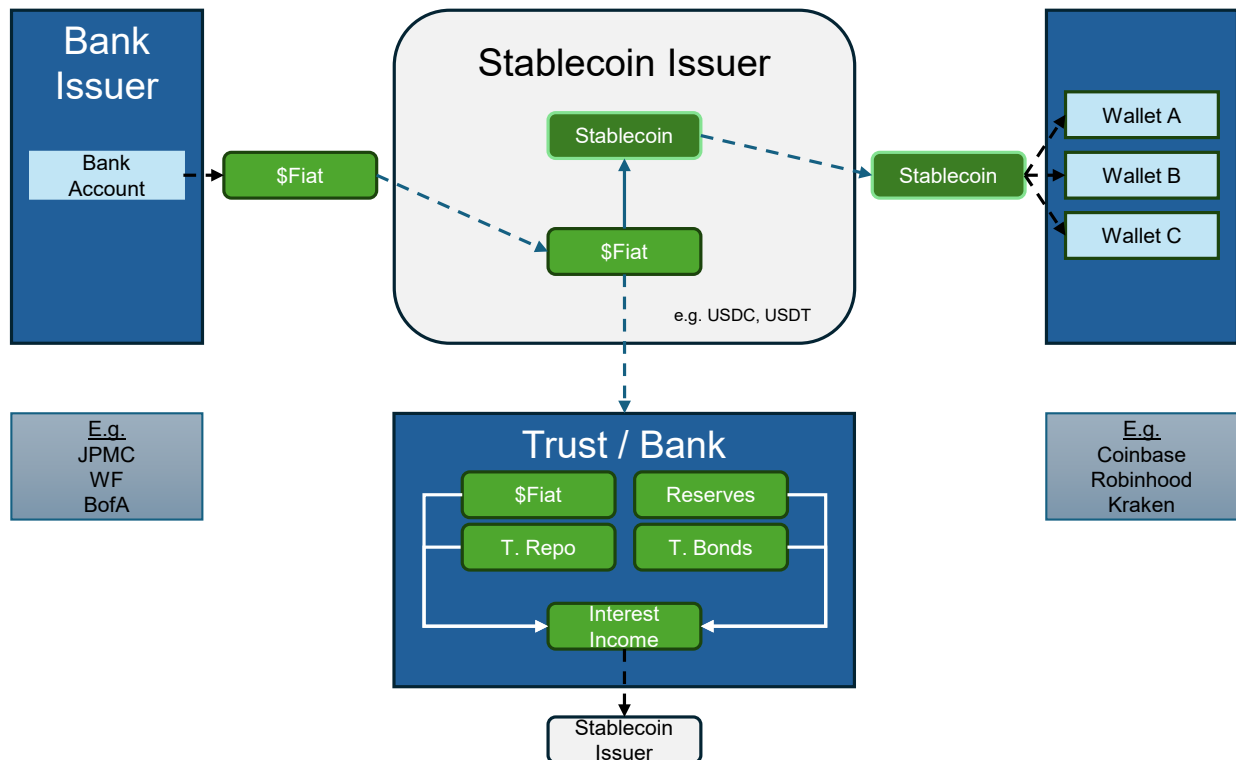 Bank
Issuer
Bank
Account
$Fiat
Stablecoin Issuer
Stablecoin
$Fiat
e.g. USDC, USDT
Stablecoin
Wallet A
Wallet B
Wallet C
E.g.
JPMC
WF
BofA
Trust / Bank
$Fiat
Reserves
T. Repo
T. Bonds
Interest
Income
Stablecoin
Issuer
E.g.
Coinbase
Robinhood
Kraken